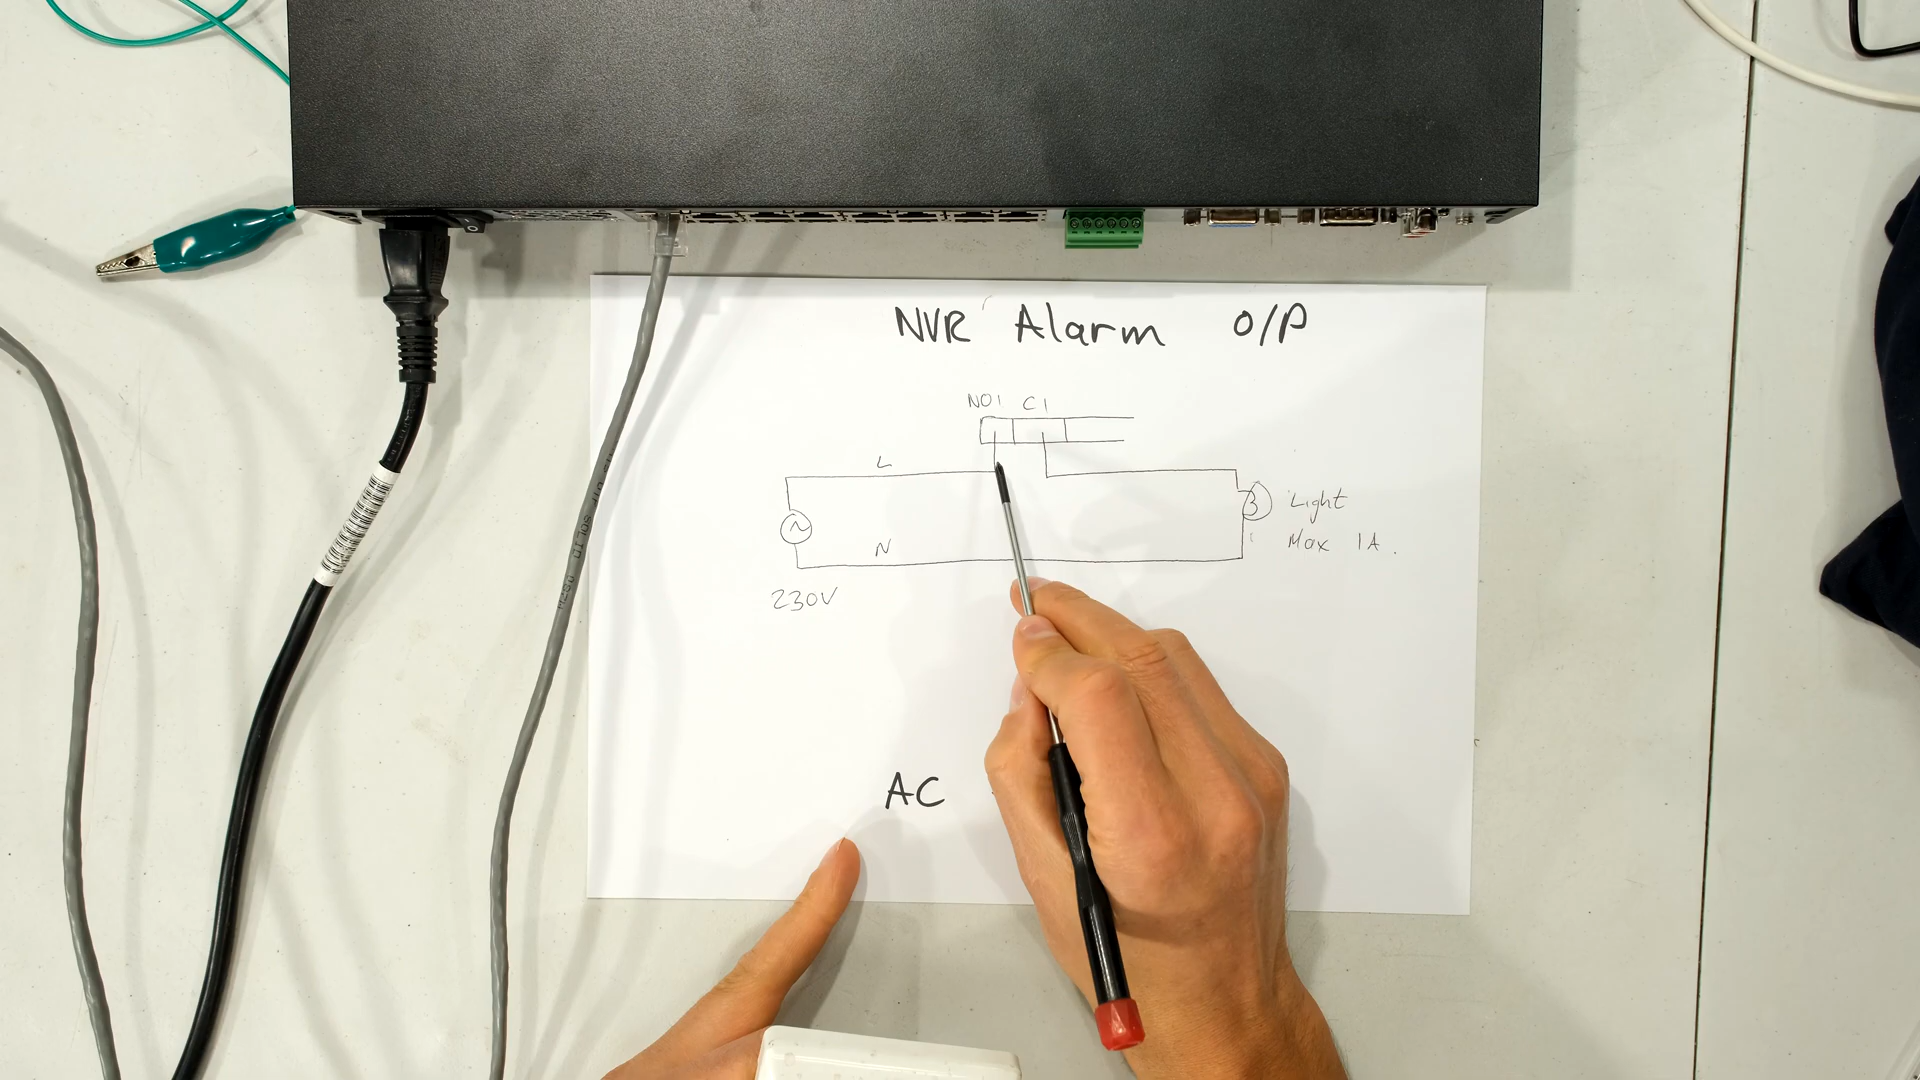 NVR Alarm O/P
NO1 C1
L
Light
N
Max 1A.
230V
AC